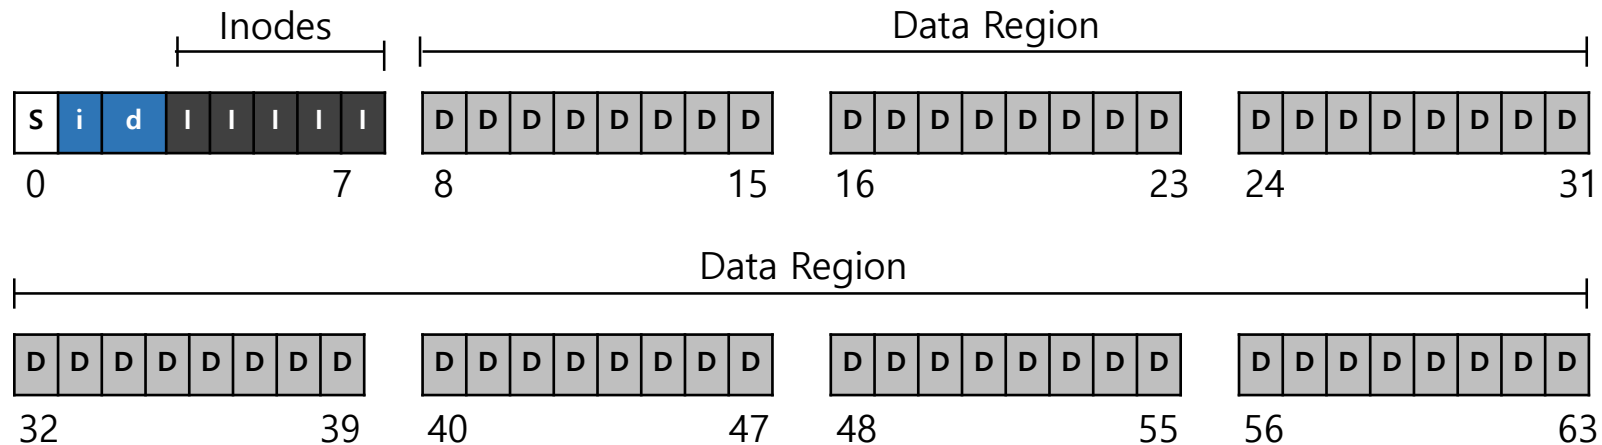 Inodes Data Region
S i d I I I I I D D D D D D D D D D D D D D D D D D D D D D D D
0 7 8 15 16 23 24 31
Data Region
D D D D D D D D D D D D D D D D D D D D D D D D D D D D D D D D
32 39 40 47 48 55 56 63